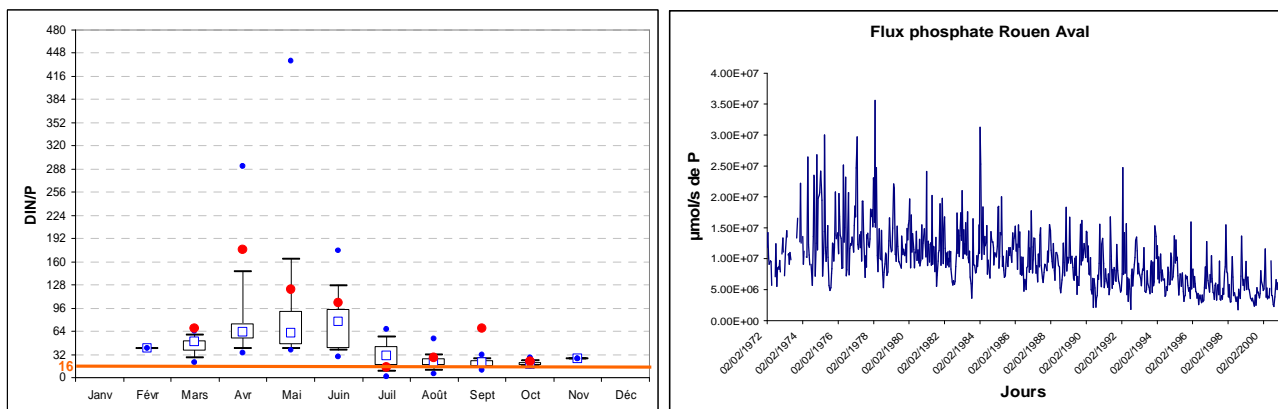 480
448
416
384
352
320
288
256
224
192
160
128
96
64
32
16
0
DIN/P
Janv Févr Mars Avr Mai Juin Juil Août Sept Oct Nov Déc
Flux phosphate Rouen Aval
4.00E+07
3.50E+07
3.00E+07
2.50E+07
2.00E+07
1.50E+07
1.00E+07
5.00E+06
0.00E+00
µmol/s de P
02/02/1972
02/02/1974
02/02/1976
02/02/1978
02/02/1980
02/02/1982
02/02/1984
02/02/1986
02/02/1988
02/02/1990
02/02/1992
02/02/1994
02/02/1996
02/02/1998
02/02/2000
Jours